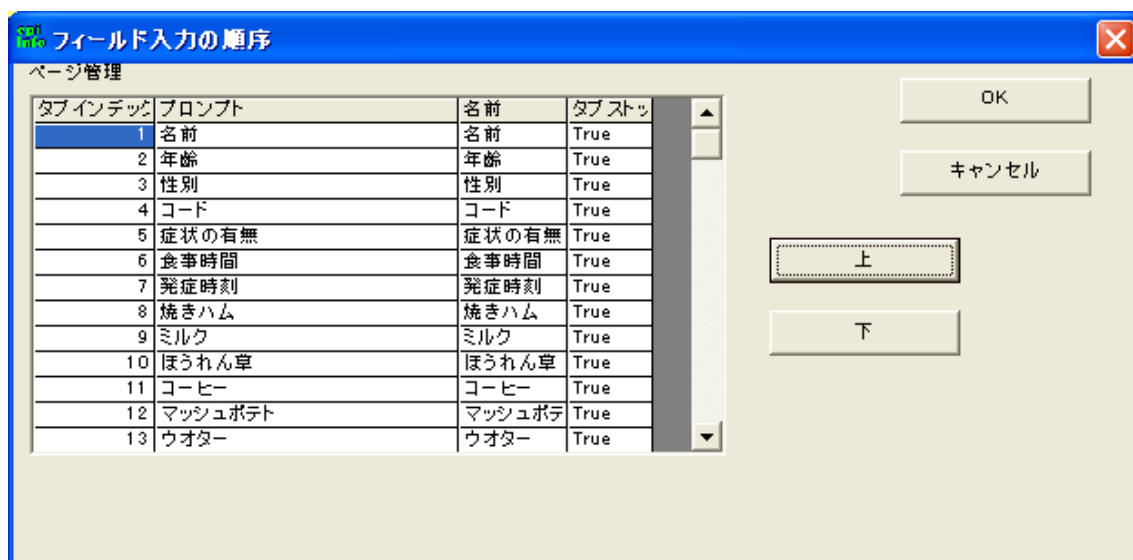 epi info フィールド入力の順序
ページ管理
タブインデック プロンプト 名前 タブストッ
1 名前 名前 True
2 年齢 年齢 True
3 性別 性別 True
4 コード コード True
5 症状の有無 症状の有無 True
6 食事時間 食事時間 True
7 発症時刻 発症時刻 True
8 焼きハム 焼きハム True
9 ミルク ミルク True
10 ほうれん草 ほうれん草 True
11 コーヒー コーヒー True
12 マッシュポテト マッシュポテ True
13 ウオター ウオター True
OK
キャンセル
上
下